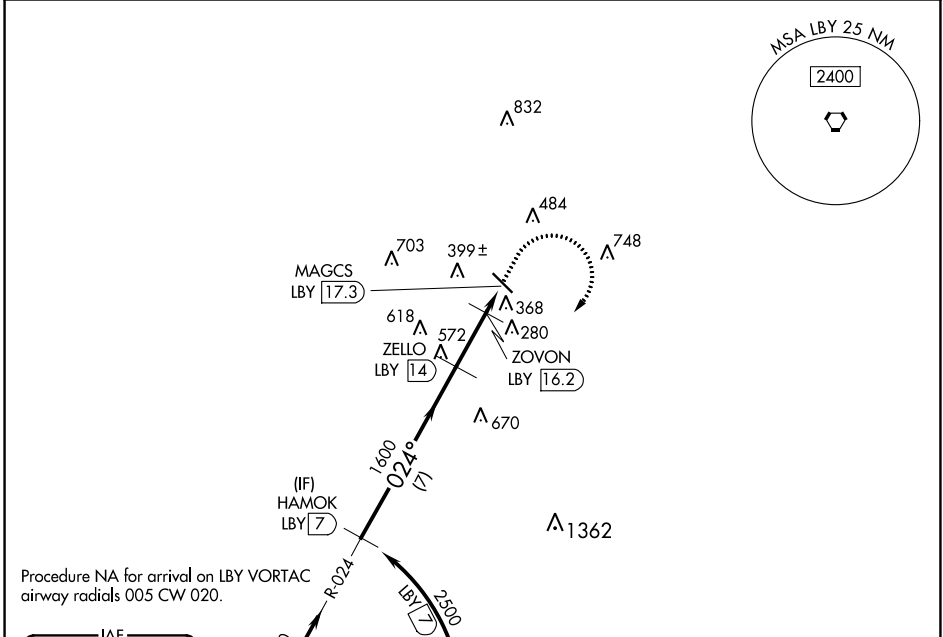 MSA LBY 25 NM
2400
832
484
748
703
399±
MAGCS
LBY 17.3
368
618
280
572
ZELLO
LBY 14
ZOVON
LBY 16.2
670
1600
024°
(7)
(IF)
HAMOK
LBY 7
1362
Procedure NA for arrival on LBY VORTAC
airway radials 005 CW 020.
R-024
LBY 7
2500
IAF